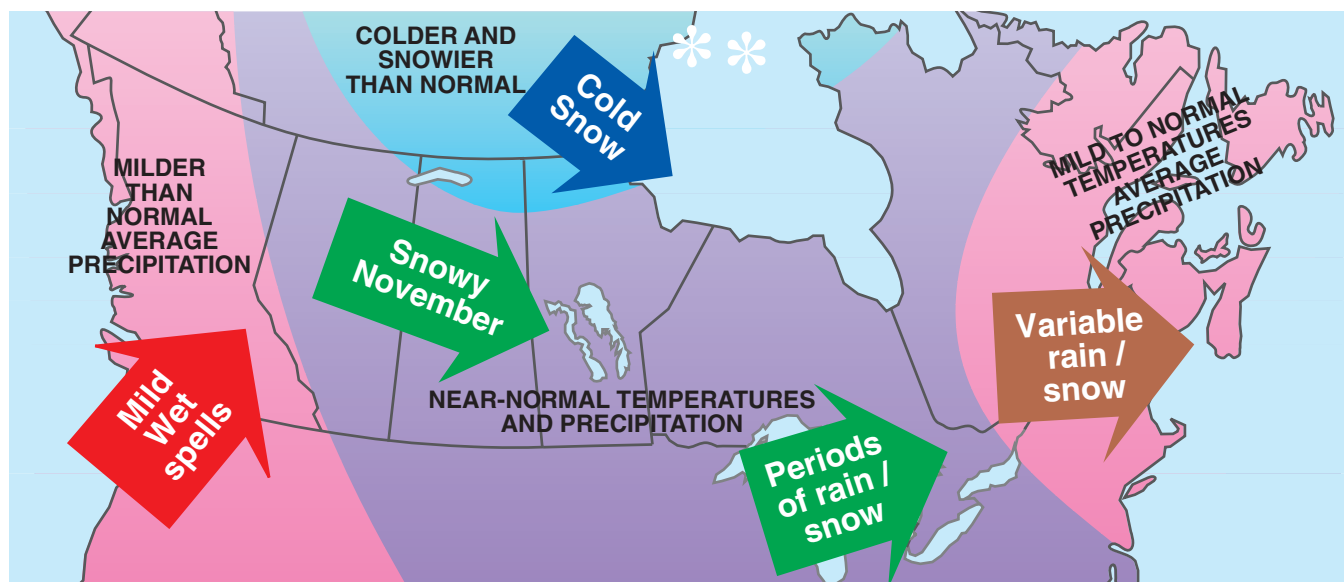 COLDER AND
SNOWIER
THAN NORMAL
Cold
Snow
MILD TO NORMAL
TEMPERATURES
AVERAGE
PRECIPITATION
MILDER
THAN
NORMAL
AVERAGE
PRECIPITATION
Snowy
November
Variable
rain /
snow
Mild
Wet
spells
NEAR-NORMAL TEMPERATURES
AND PRECIPITATION
Periods
of rain /
snow